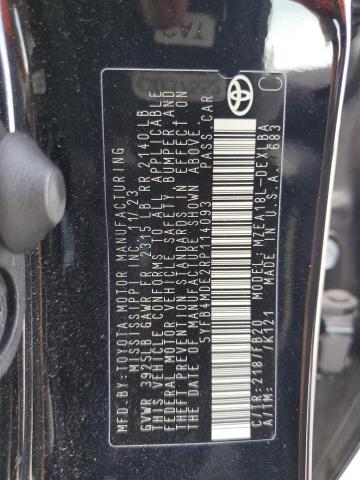 MFD.BY:TOYOTA MOTOR MANUFACTURING
MISSISSIPPI INC. 11/23
GVWR 3925LB GAWR FR 2315 LB RR 2140LB
THIS VEHICLE CONFORMS TO ALL APPLICABLE
FEDERAL MOTOR VEHICLE SAFETY, BUMPER AND
THEFT PREVENTION STANDARDS IN EFFECT ON
THE DATE OF MANUFACTURE SHOWN ABOVE.
5YFB4MDE2RP114093 PASS.CAR
C/TR:218/FB20 MODEL:MZEA18L-DEXLBA
A/TM: /K121 MADE IN U.S.A. 683
TOYOTA
C